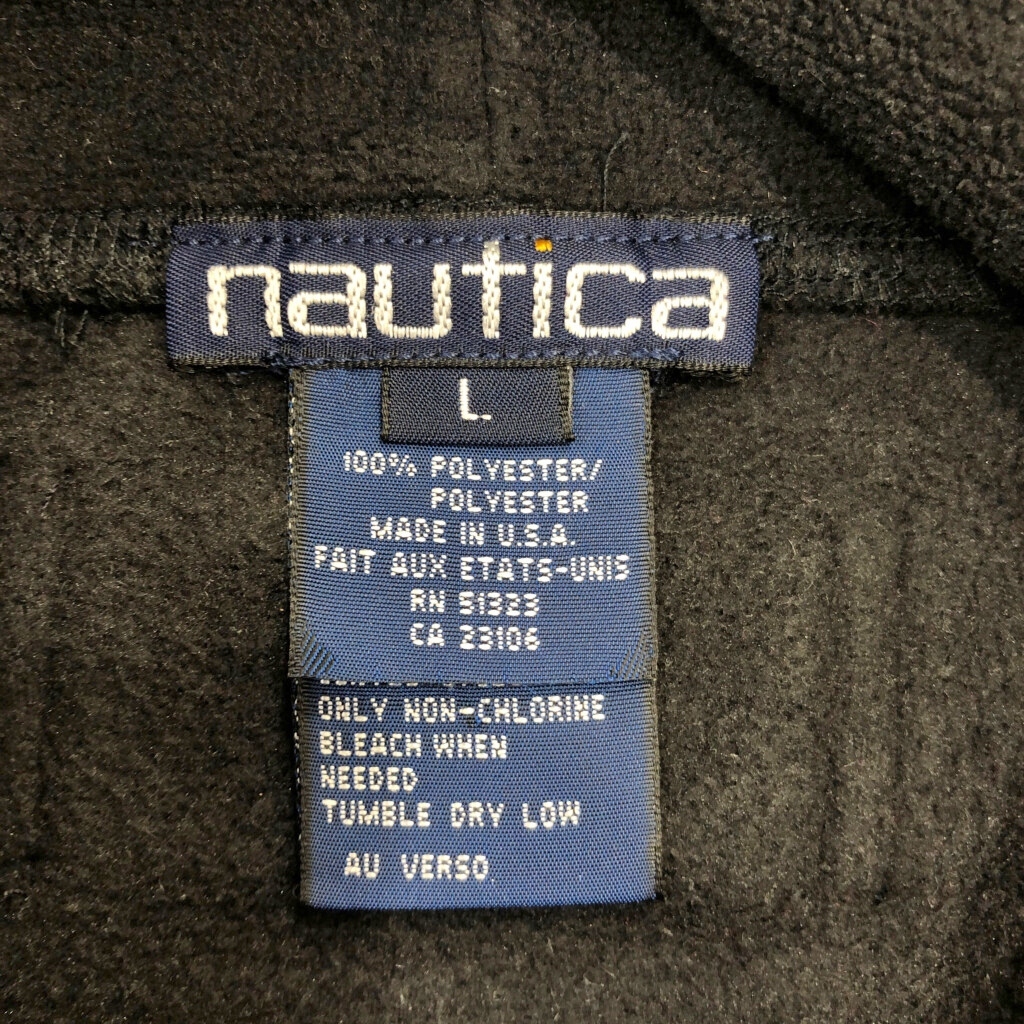 nautica
L
100% POLYESTER/
POLYESTER
MADE IN U.S.A.
FAIT AUX ETATS-UNIS
RN 51323
CA 23106
ONLY NON-CHLORINE
BLEACH WHEN
NEEDED
TUMBLE DRY LOW
AU VERSO